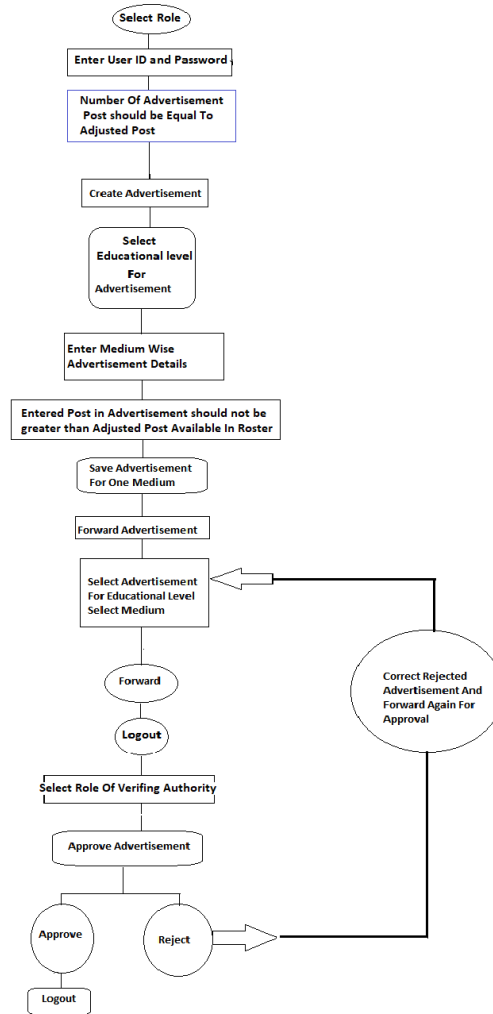 Select Role
Enter User ID and Password
Number Of Advertisement
Post should be Equal To
Adjusted Post
Create Advertisement
Select
Educational level
For
Advertisement
Enter Medium Wise
Advertisement Details
Entered Post in Advertisement should not be
greater than Adjusted Post Available In Roster
Save Advertisement
For One Medium
Forward Advertisement
Select Advertisement
For Educational Level
Select Medium
Correct Rejected
Advertisement And
Forward Again For
Approval
Forward
Logout
Select Role Of Verifing Authority
Approve Advertisement
Approve
Reject
Logout